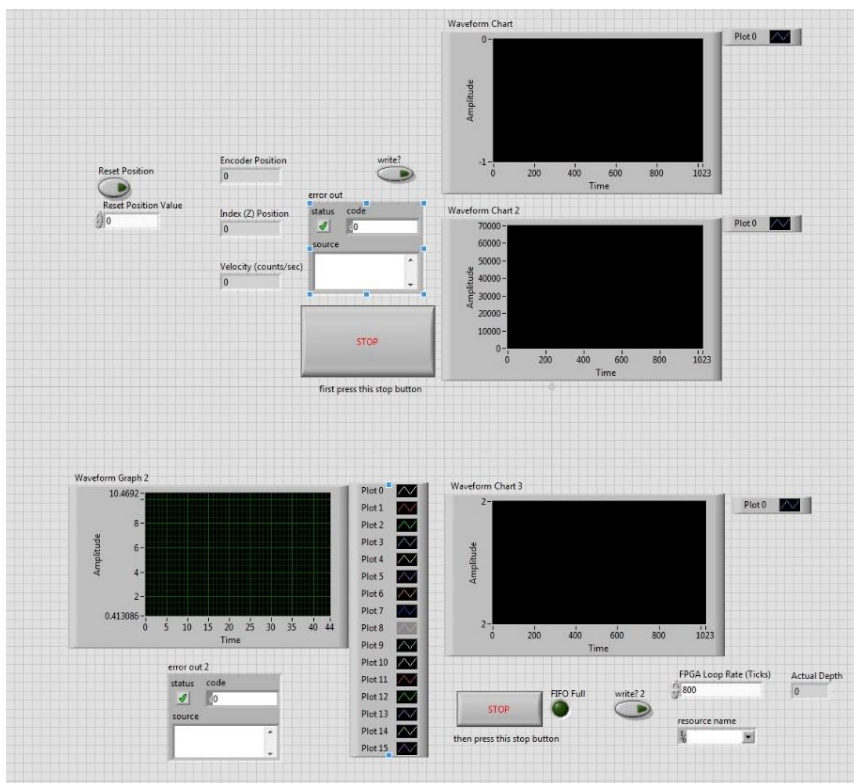 Waveform Chart
Plot 0
0
Amplitude
-1
0 200 400 600 800 1023
Time
Reset Position
Reset Position Value
0
Encoder Position
0
Index (Z) Position
0
Velocity (counts/sec)
0
write?
error out
status code
0
source
STOP
first press this stop button
Waveform Chart 2
Plot 0
70000
60000
50000
40000
30000
20000
10000
0
Amplitude
0 200 400 600 800 1023
Time
Waveform Graph 2
10.4692
8
6
4
2
0.413086
Amplitude
0 5 10 15 20 25 30 35 40 44
Time
Plot 0
Plot 1
Plot 2
Plot 3
Plot 4
Plot 5
Plot 6
Plot 7
Plot 8
Plot 9
Plot 10
Plot 11
Plot 12
Plot 13
Plot 14
Plot 15
error out 2
status code
0
source
Waveform Chart 3
Plot 0
2
Amplitude
2
0 200 400 600 800 1023
Time
STOP
then press this stop button
FIFO Full
write? 2
FPGA Loop Rate (Ticks)
800
Actual Depth
0
resource name